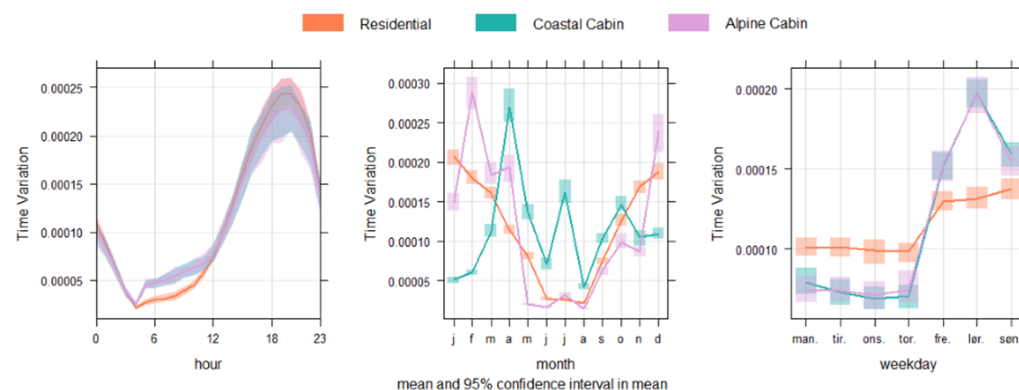 Residential Coastal Cabin Alpine Cabin
Time Variation
0.00025
0.00020
0.00015
0.00010
0.00005
0 6 12 18 23
hour
Time Variation
0.00030
0.00025
0.00020
0.00015
0.00010
0.00005
j f m a m j j a s o n d
month
mean and 95% confidence interval in mean
Time Variation
0.00020
0.00015
0.00010
man. tir. ons. tor. fre. lør. søn.
weekday